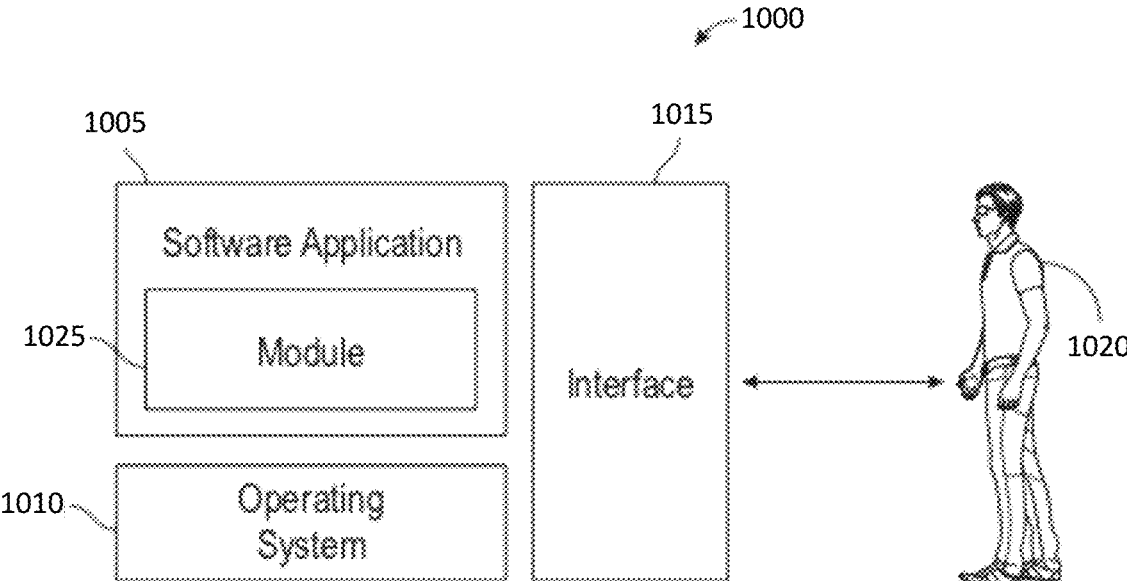 1000
1005
1015
Software Application
1025
Module
Interface
1020
1010
Operating
System